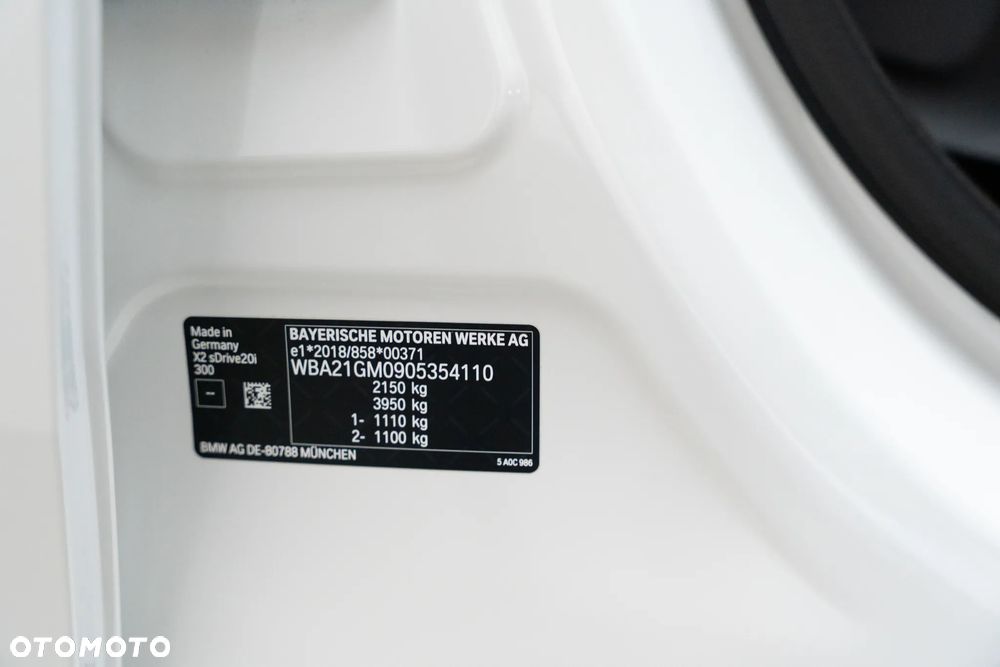 Made in
Germany
X2 sDrive20i
300
-
BAYERISCHE MOTOREN WERKE AG
e1*2018/858*00371
WBA21GM0905354110
2150 kg
3950 kg
1- 1110 kg
2- 1100 kg
BMW AG DE-80788 MÜNCHEN
5 A0C 986
OTOMOTO